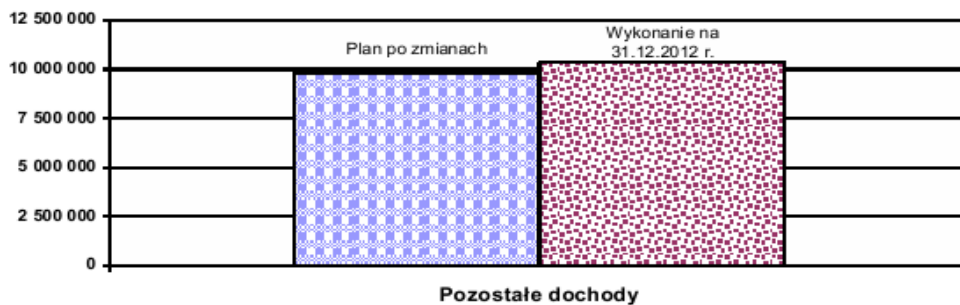 12 500 000
10 000 000
7 500 000
5 000 000
2 500 000
0
Plan po zmianach
Wykonanie na
31.12.2012 r.
Pozostałe dochody